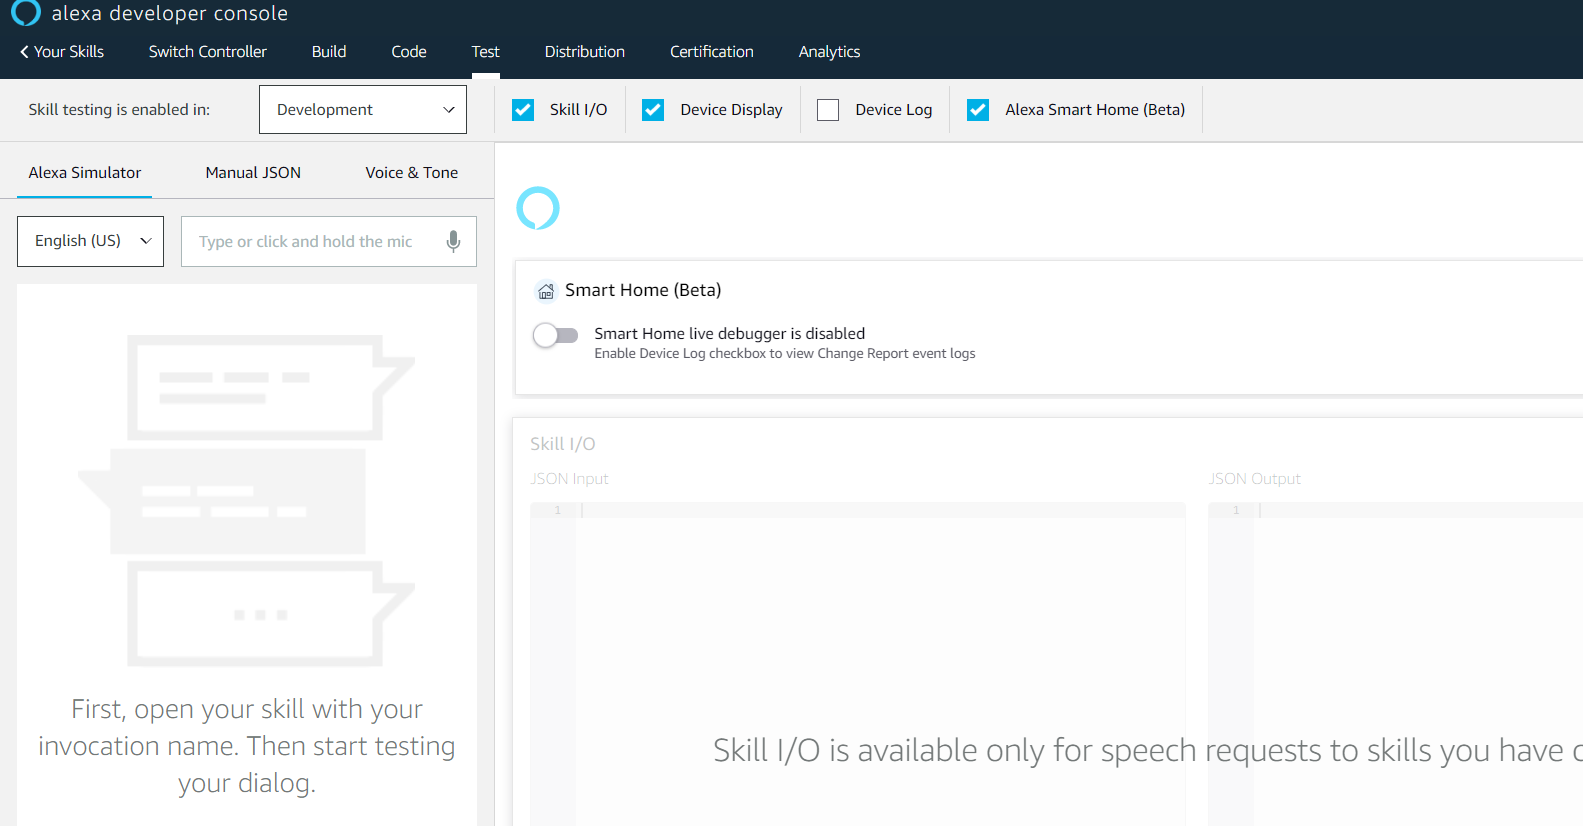 alexa developer console
Your Skills Switch Controller Build Code Test Distribution Certification Analytics
Skill testing is enabled in: Development Skill I/O Device Display Device Log Alexa Smart Home (Beta)
Alexa Simulator Manual JSON Voice & Tone
English (US) Type or click and hold the mic
Smart Home (Beta)
Smart Home live debugger is disabled
Enable Device Log checkbox to view Change Report event logs
Skill I/O
JSON Input JSON Output
1 1
First, open your skill with your
invocation name. Then start testing
your dialog.
Skill I/O is available only for speech requests to skills you have